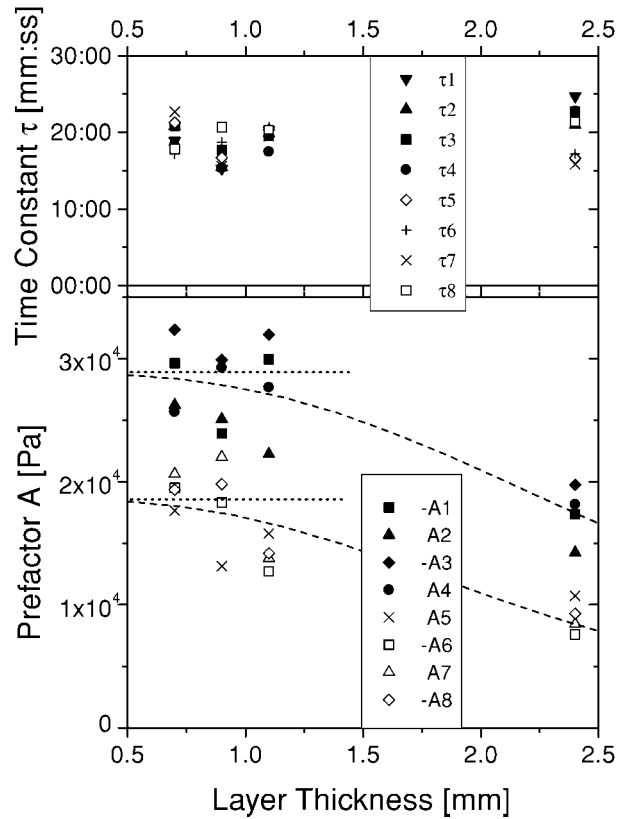 0.5 1.0 1.5 2.0 2.5
30:00
20:00
10:00
00:00
Time Constant τ [mm:ss]
τ1
τ2
τ3
τ4
τ5
τ6
τ7
τ8
3x10⁴
2x10⁴
1x10⁴
0
Prefactor A [Pa]
-A1
A2
-A3
A4
A5
-A6
A7
-A8
0.5 1.0 1.5 2.0 2.5
Layer Thickness [mm]